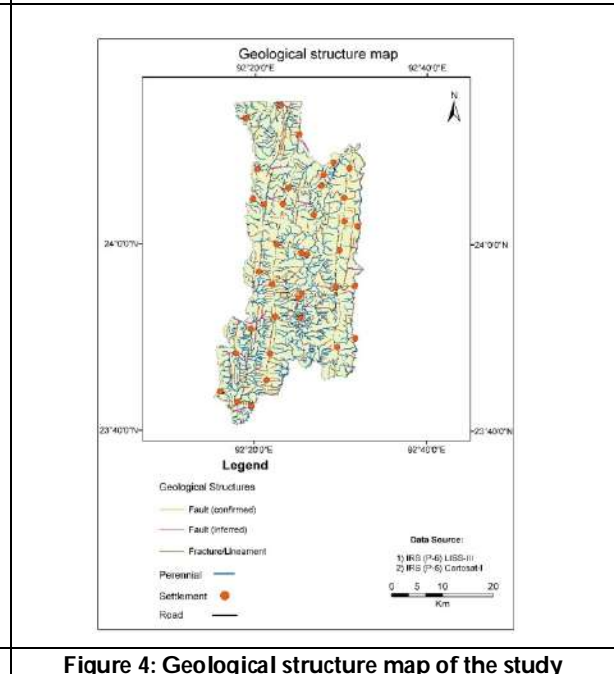 Geological structure map
92°20'0"E 92°40'0"E
N
24°0'0"N 24°0'0"N
23°40'0"N 23°40'0"N
92°20'0"E 92°40'0"E
Legend
Geological Structures
Fault (confirmed)
Fault (inferred)
Fracture/Lineament
Perennial
Settlement
Road
Data Source:
1) IRS (P-6) LISS-III
2) IRS (P-5) Cartosat-I
0 5 10 20
Km
Figure 4: Geological structure map of the study